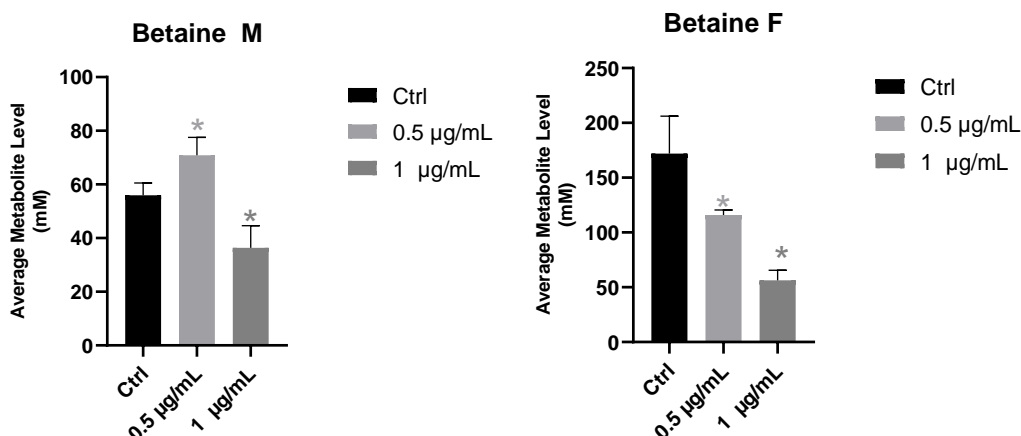 Betaine  M
Average Metabolite Level
(mM)
100
80
60
40
20
0
*
*
Ctrl
0.5 µg/mL
1  µg/mL
Ctrl
0.5 µg/mL
1  µg/mL
Betaine F
Average Metabolite Level
(mM)
250
200
150
100
50
0
*
*
Ctrl
0.5 µg/mL
1  µg/mL
Ctrl
0.5 µg/mL
1  µg/mL